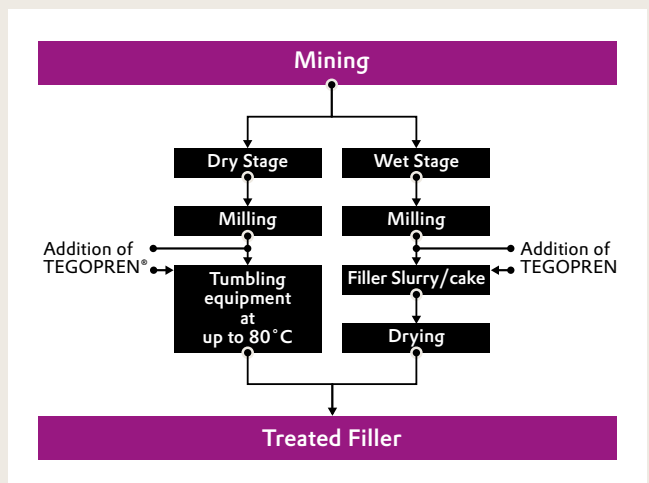 Mining
Dry Stage
Wet Stage
Milling
Milling
Addition of
TEGOPREN®
Addition of
TEGOPREN
Tumbling
equipment
at
up to 80°C
Filler Slurry/cake
Drying
Treated Filler